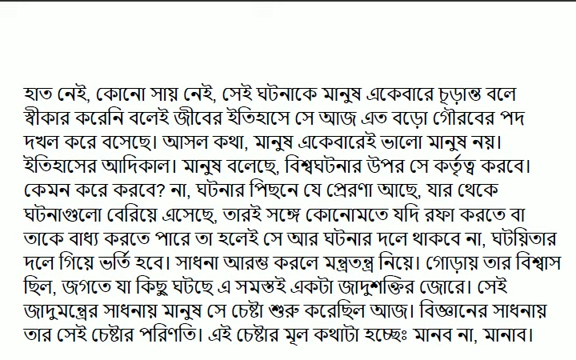 হাত নেই, কোনো সায় নেই, সেই ঘটনাকে মানুষ একেবারে চূড়ান্ত বলে
স্বীকার করেনি বলেই জীবের ইতিহাসে সে আজ এত বড়ো গৌরবের পদ
দখল করে বসেছে। আসল কথা, মানুষ একেবারেই ভালো মানুষ নয়।
ইতিহাসের আদিকাল। মানুষ বলেছে, বিশ্বঘটনার উপর সে কর্তৃত্ব করবে।
কেমন করে করবে? না, ঘটনার পিছনে যে প্রেরণা আছে, যার থেকে
ঘটনাগুলো বেরিয়ে এসেছে, তারই সঙ্গে কোনোমতে যদি রফা করতে বা
তাকে বাধ্য করতে পারে তা হলেই সে আর ঘটনার দলে থাকবে না, ঘটয়িতার
দলে গিয়ে ভর্তি হবে। সাধনা আরম্ভ করলে মন্ত্রতন্ত্র নিয়ে। গোড়ায় তার বিশ্বাস
ছিল, জগতে যা কিছু ঘটছে এ সমস্তই একটা জাদুশক্তির জোরে। সেই
জাদুমন্ত্রের সাধনায় মানুষ সে চেষ্টা শুরু করেছিল আজ। বিজ্ঞানের সাধনায়
তার সেই চেষ্টার পরিণতি। এই চেষ্টার মূল কথাটা হচ্ছেঃ মানব না, মানাব।